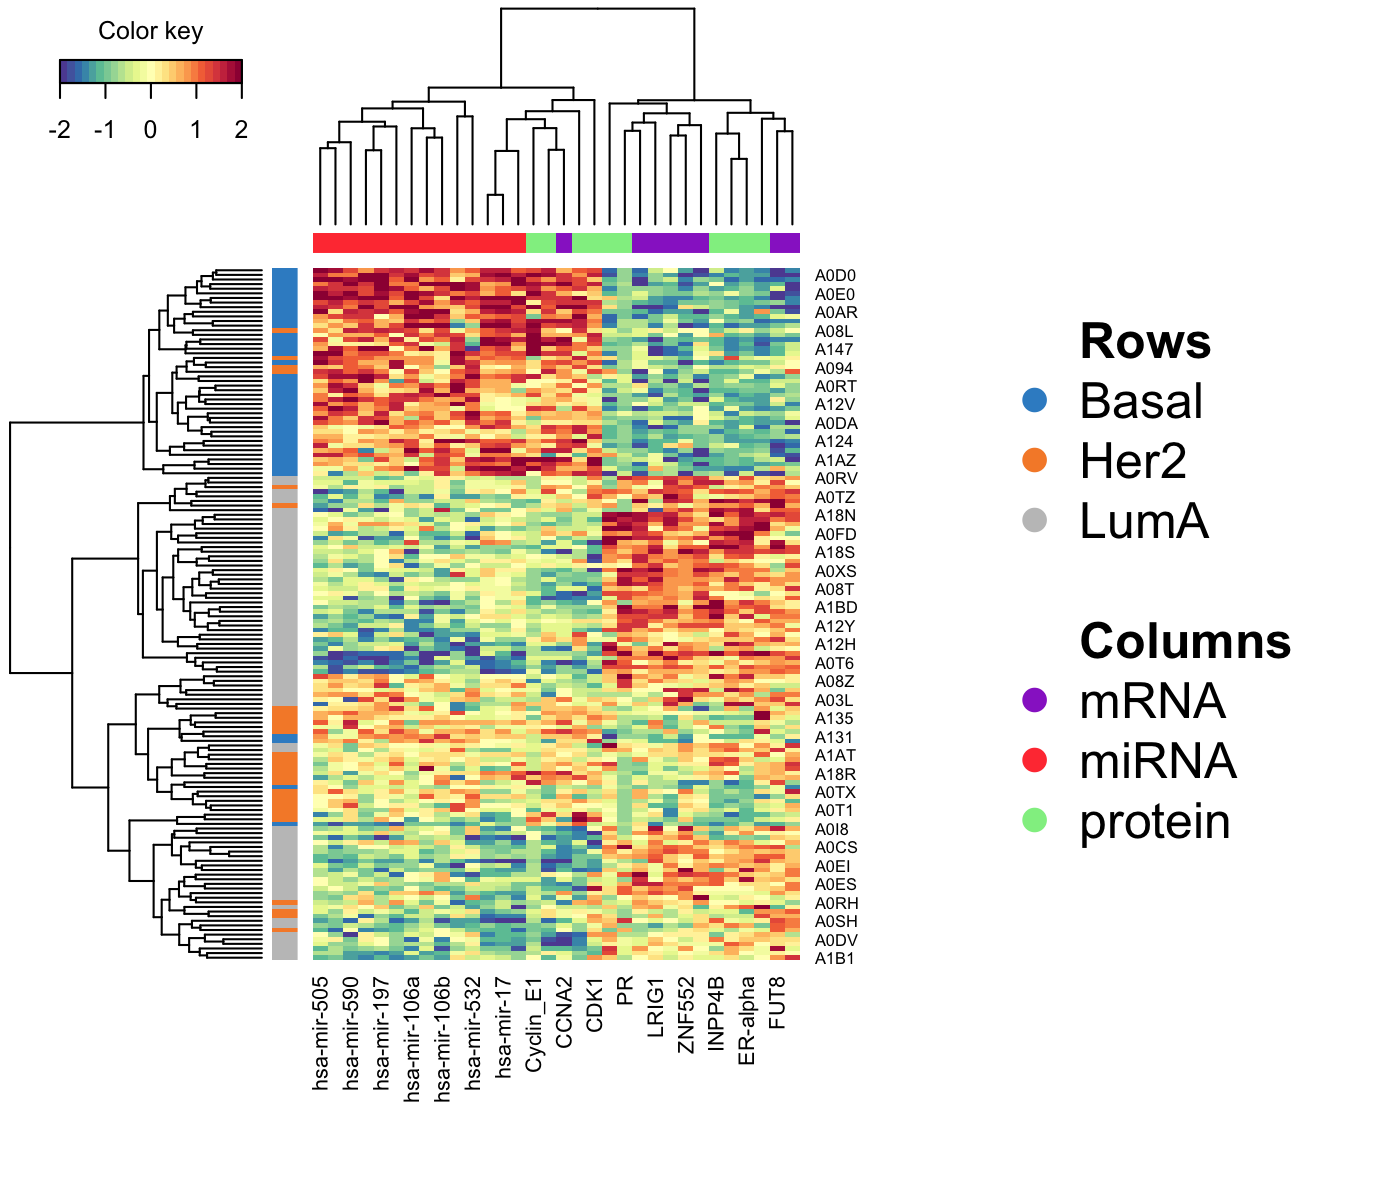 Color key
-2 -1 0 1 2
A0D0
A0E0
A0AR
A08L
A147
A094
A0RT
A12V
A0DA
A124
A1AZ
A0RV
A0TZ
A18N
A0FD
A18S
A0XS
A08T
A1BD
A12Y
A12H
A0T6
A08Z
A03L
A135
A131
A1AT
A18R
A0TX
A0T1
A0I8
A0CS
A0EI
A0ES
A0RH
A0SH
A0DV
A1B1
hsa-mir-505
hsa-mir-590
hsa-mir-197
hsa-mir-106a
hsa-mir-106b
hsa-mir-532
hsa-mir-17
Cyclin_E1
CCNA2
CDK1
PR
LRIG1
ZNF552
INPP4B
ER-alpha
FUT8
Rows
Basal
Her2
LumA
Columns
mRNA
miRNA
protein